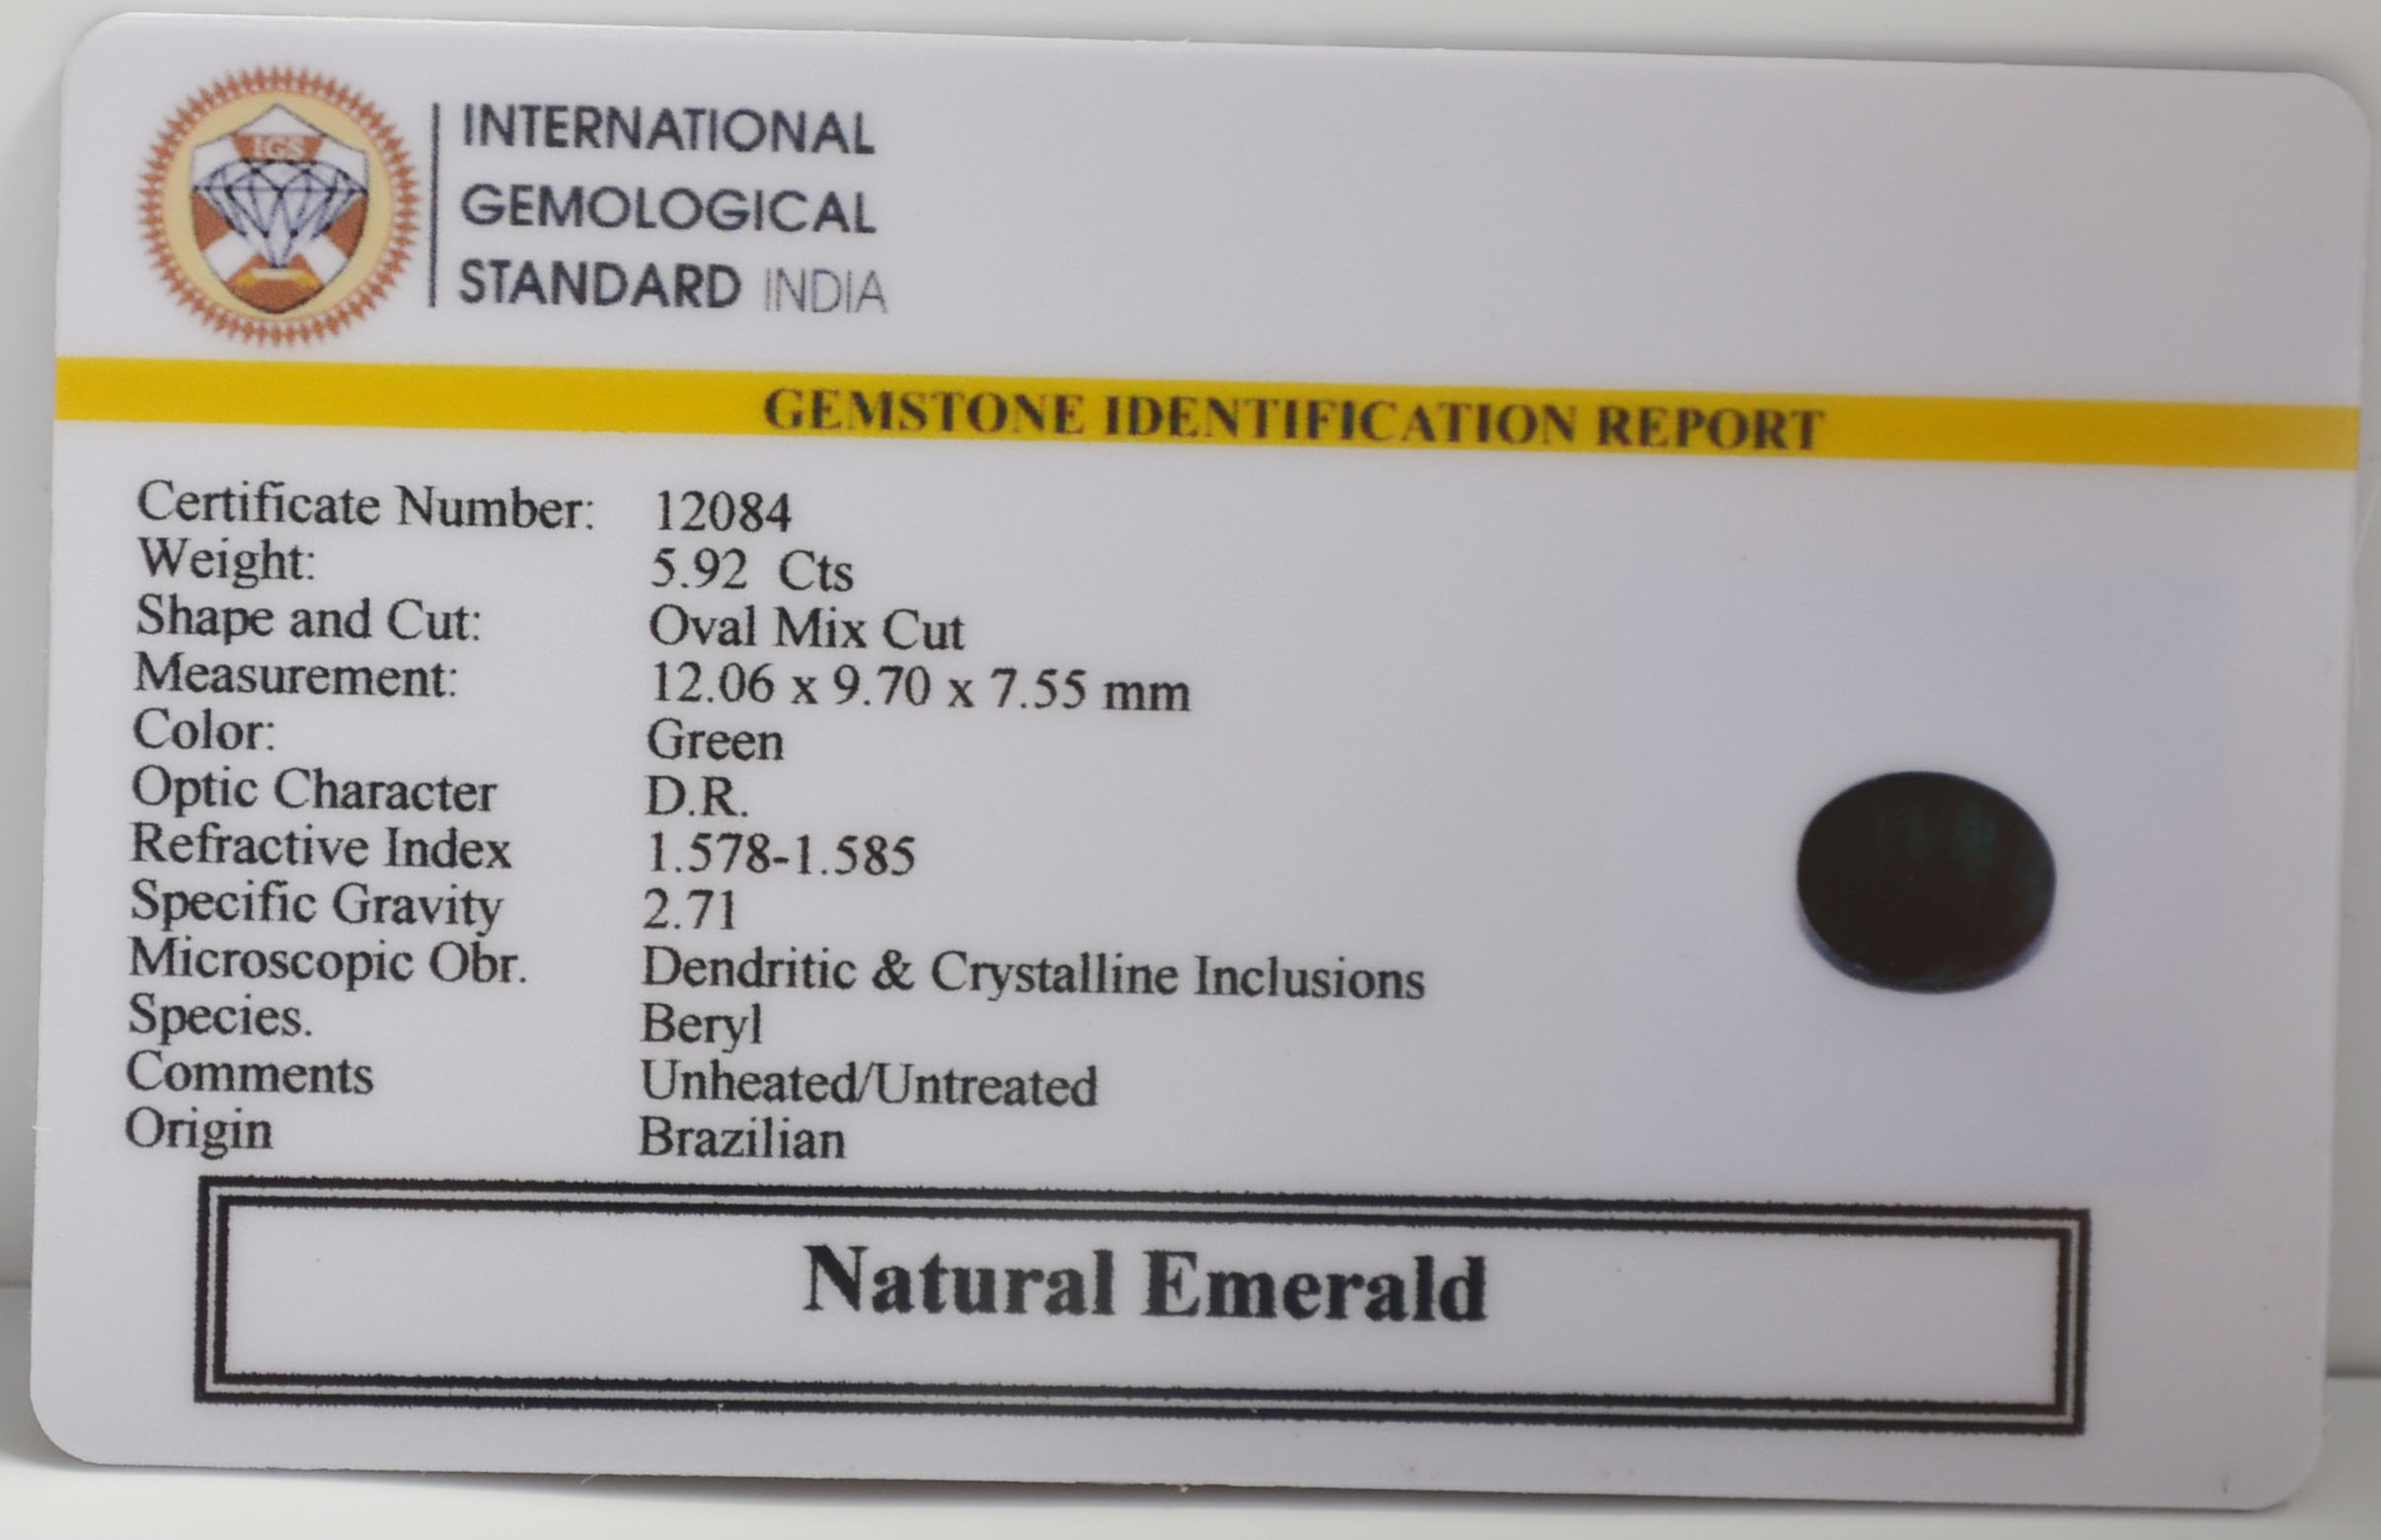 IGS
INTERNATIONAL
GEMOLOGICAL
STANDARD INDIA
GEMSTONE IDENTIFICATION REPORT
Certificate Number: 12084
Weight: 5.92 Cts
Shape and Cut: Oval Mix Cut
Measurement: 12.06 x 9.70 x 7.55 mm
Color: Green
Optic Character D.R.
Refractive Index 1.578-1.585
Specific Gravity 2.71
Microscopic Obr. Dendritic & Crystalline Inclusions
Species. Beryl
Comments Unheated/Untreated
Origin Brazilian
Natural Emerald